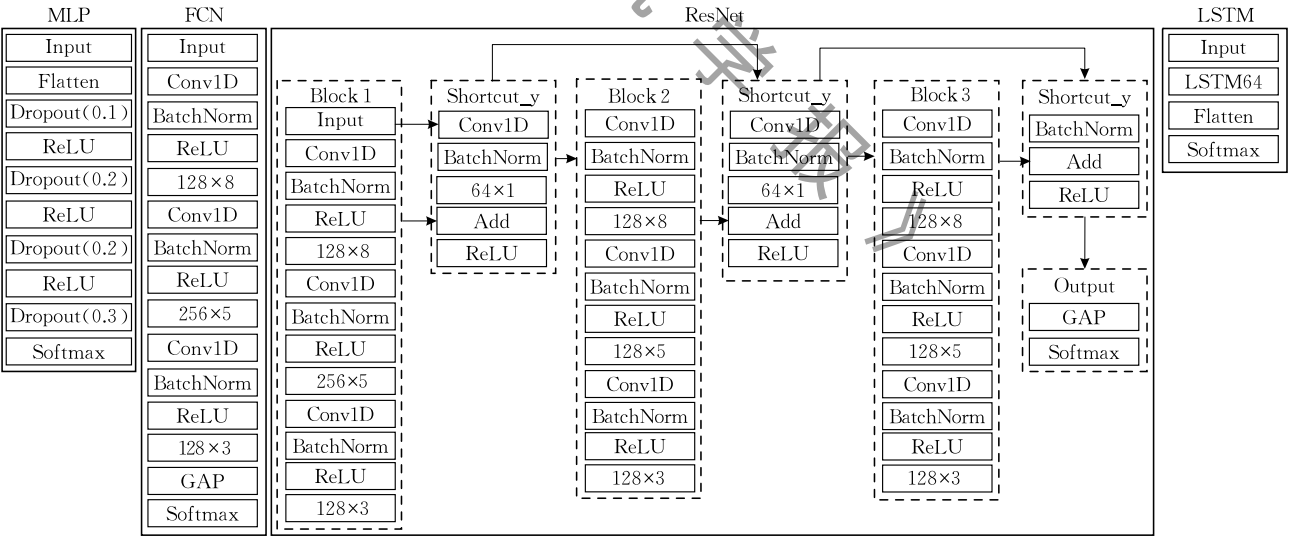 MLP
Input
Flatten
Dropout(0.1)
ReLU
Dropout(0.2)
ReLU
Dropout(0.2)
ReLU
Dropout(0.3)
Softmax
FCN
Input
Conv1D
BatchNorm
ReLU
128×8
Conv1D
BatchNorm
ReLU
256×5
Conv1D
BatchNorm
ReLU
128×3
GAP
Softmax
ResNet
Block 1
Input
Conv1D
BatchNorm
ReLU
128×8
Conv1D
BatchNorm
ReLU
256×5
Conv1D
BatchNorm
ReLU
128×3
Shortcut_y
Conv1D
BatchNorm
64×1
Add
ReLU
Block 2
Conv1D
BatchNorm
ReLU
128×8
Conv1D
BatchNorm
ReLU
128×5
Conv1D
BatchNorm
ReLU
128×3
Shortcut_y
Conv1D
BatchNorm
64×1
Add
ReLU
Block 3
Conv1D
BatchNorm
ReLU
128×8
Conv1D
BatchNorm
ReLU
128×5
Conv1D
BatchNorm
ReLU
128×3
Shortcut_y
BatchNorm
Add
ReLU
Output
GAP
Softmax
LSTM
Input
LSTM64
Flatten
Softmax
学报》